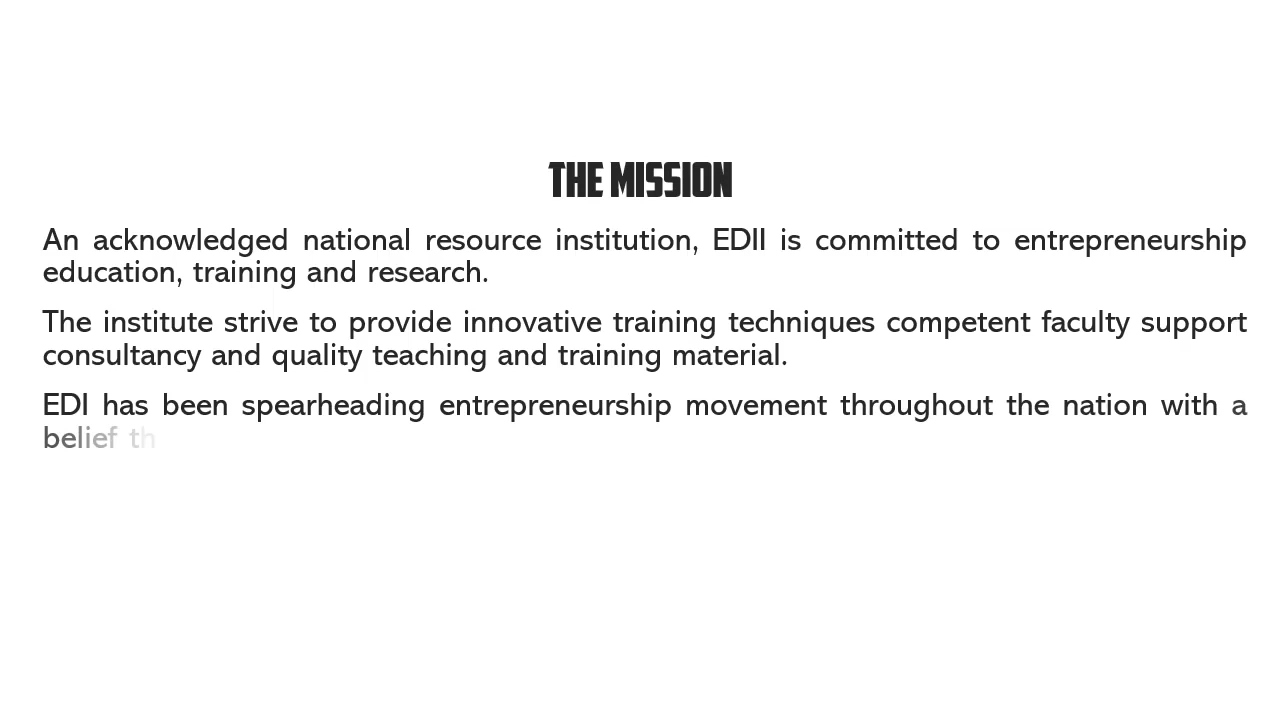 THE MISSION
An acknowledged national resource institution, EDII is committed to entrepreneurship
education, training and research.
The institute strive to provide innovative training techniques competent faculty support
consultancy and quality teaching and training material.
EDI has been spearheading entrepreneurship movement throughout the nation with a
belief th